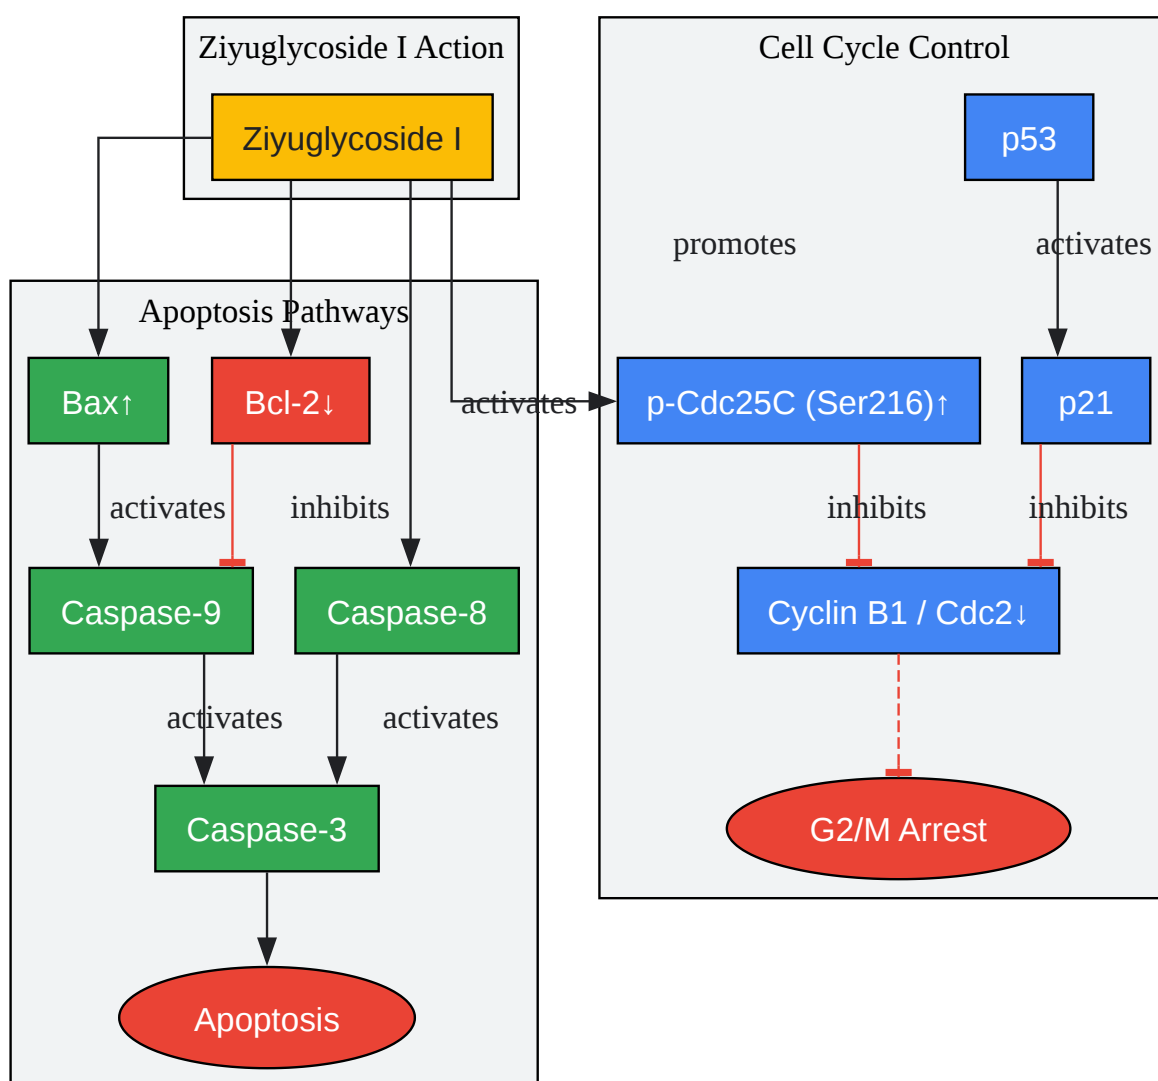 Ziyuglycoside I Action
Cell Cycle Control
Ziyuglycoside I
p53
promotes
activates
Apoptosis Pathways
Bax↑
Bcl-2↓
activates
p-Cdc25C (Ser216)↑
p21
activates
inhibits
inhibits
inhibits
Caspase-9
Caspase-8
Cyclin B1 / Cdc2↓
activates
activates
Caspase-3
G2/M Arrest
Apoptosis